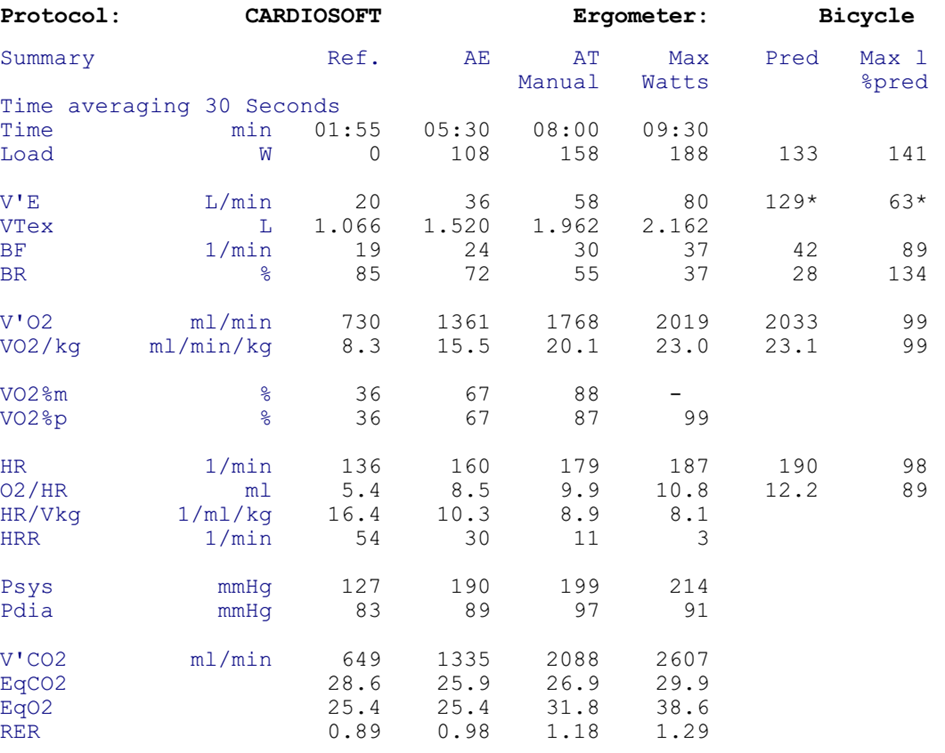 Protocol: CARDIOSOFT Ergometer: Bicycle
Summary Ref. AE AT Max Pred Max l
Manual Watts %pred
Time averaging 30 Seconds
Time min 01:55 05:30 08:00 09:30
Load W 0 108 158 188 133 141
V'E L/min 20 36 58 80 129* 63*
VTex L 1.066 1.520 1.962 2.162
BF 1/min 19 24 30 37 42 89
BR % 85 72 55 37 28 134
V'O2 ml/min 730 1361 1768 2019 2033 99
VO2/kg ml/min/kg 8.3 15.5 20.1 23.0 23.1 99
VO2%m % 36 67 88 -
VO2%p % 36 67 87 99
HR 1/min 136 160 179 187 190 98
O2/HR ml 5.4 8.5 9.9 10.8 12.2 89
HR/Vkg 1/ml/kg 16.4 10.3 8.9 8.1
HRR 1/min 54 30 11 3
Psys mmHg 127 190 199 214
Pdia mmHg 83 89 97 91
V'CO2 ml/min 649 1335 2088 2607
EqCO2 28.6 25.9 26.9 29.9
EqO2 25.4 25.4 31.8 38.6
RER 0.89 0.98 1.18 1.29